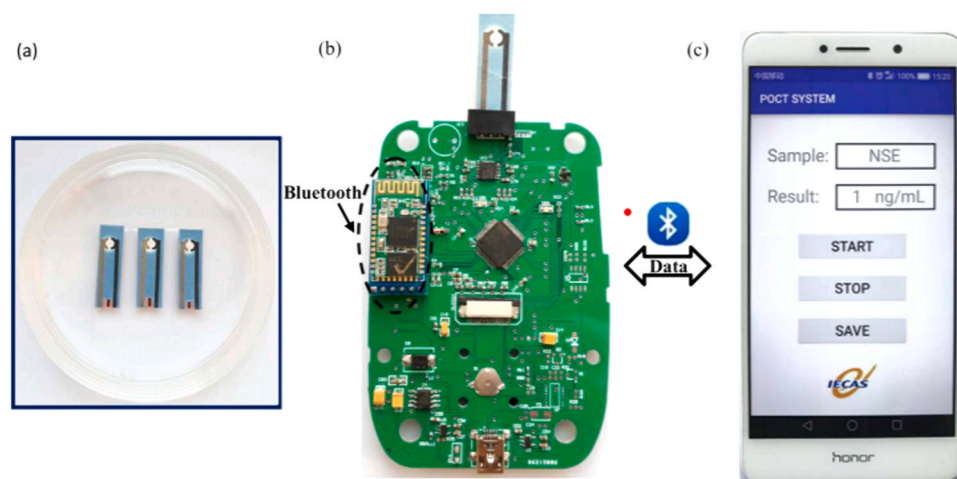 (a)
(b)
(c)
Bluetooth
Data
中国移动
100%
15:20
POCT SYSTEM
Sample:
NSE
Result:
1 ng/mL
START
STOP
SAVE
IECAS
honor